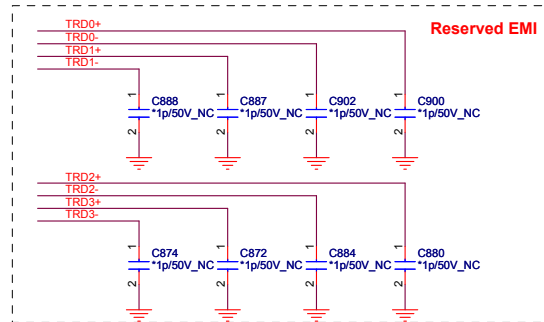 Reserved EMI
TRD0+
TRD0-
TRD1+
TRD1-
1 1 1 1
C888 C887 C902 C900
*1p/50V_NC *1p/50V_NC *1p/50V_NC *1p/50V_NC
2 2 2 2
TRD2+
TRD2-
TRD3+
TRD3-
1 1 1 1
C874 C872 C884 C880
*1p/50V_NC *1p/50V_NC *1p/50V_NC *1p/50V_NC
2 2 2 2